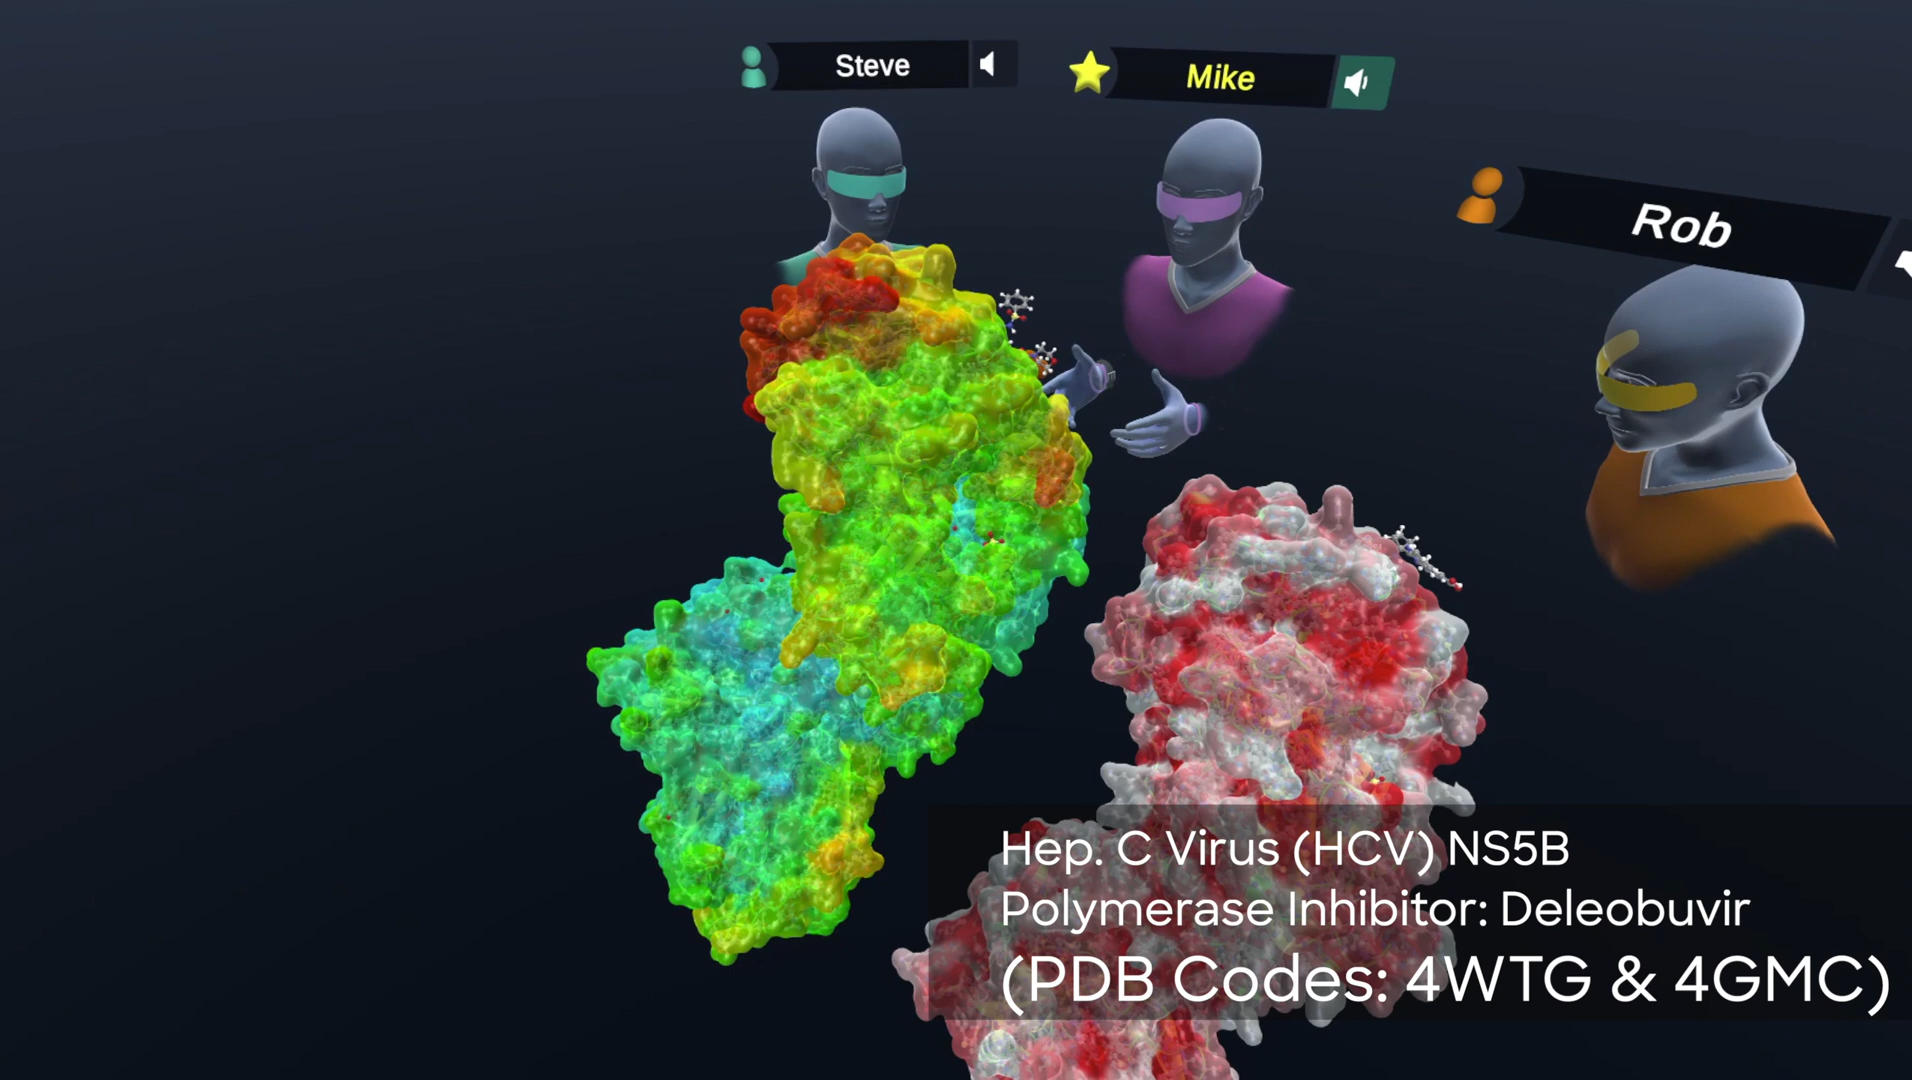 Steve
Mike
Rob
Hep. C Virus (HCV) NS5B
Polymerase Inhibitor: Deleobuvir
(PDB Codes: 4WTG & 4GMC)